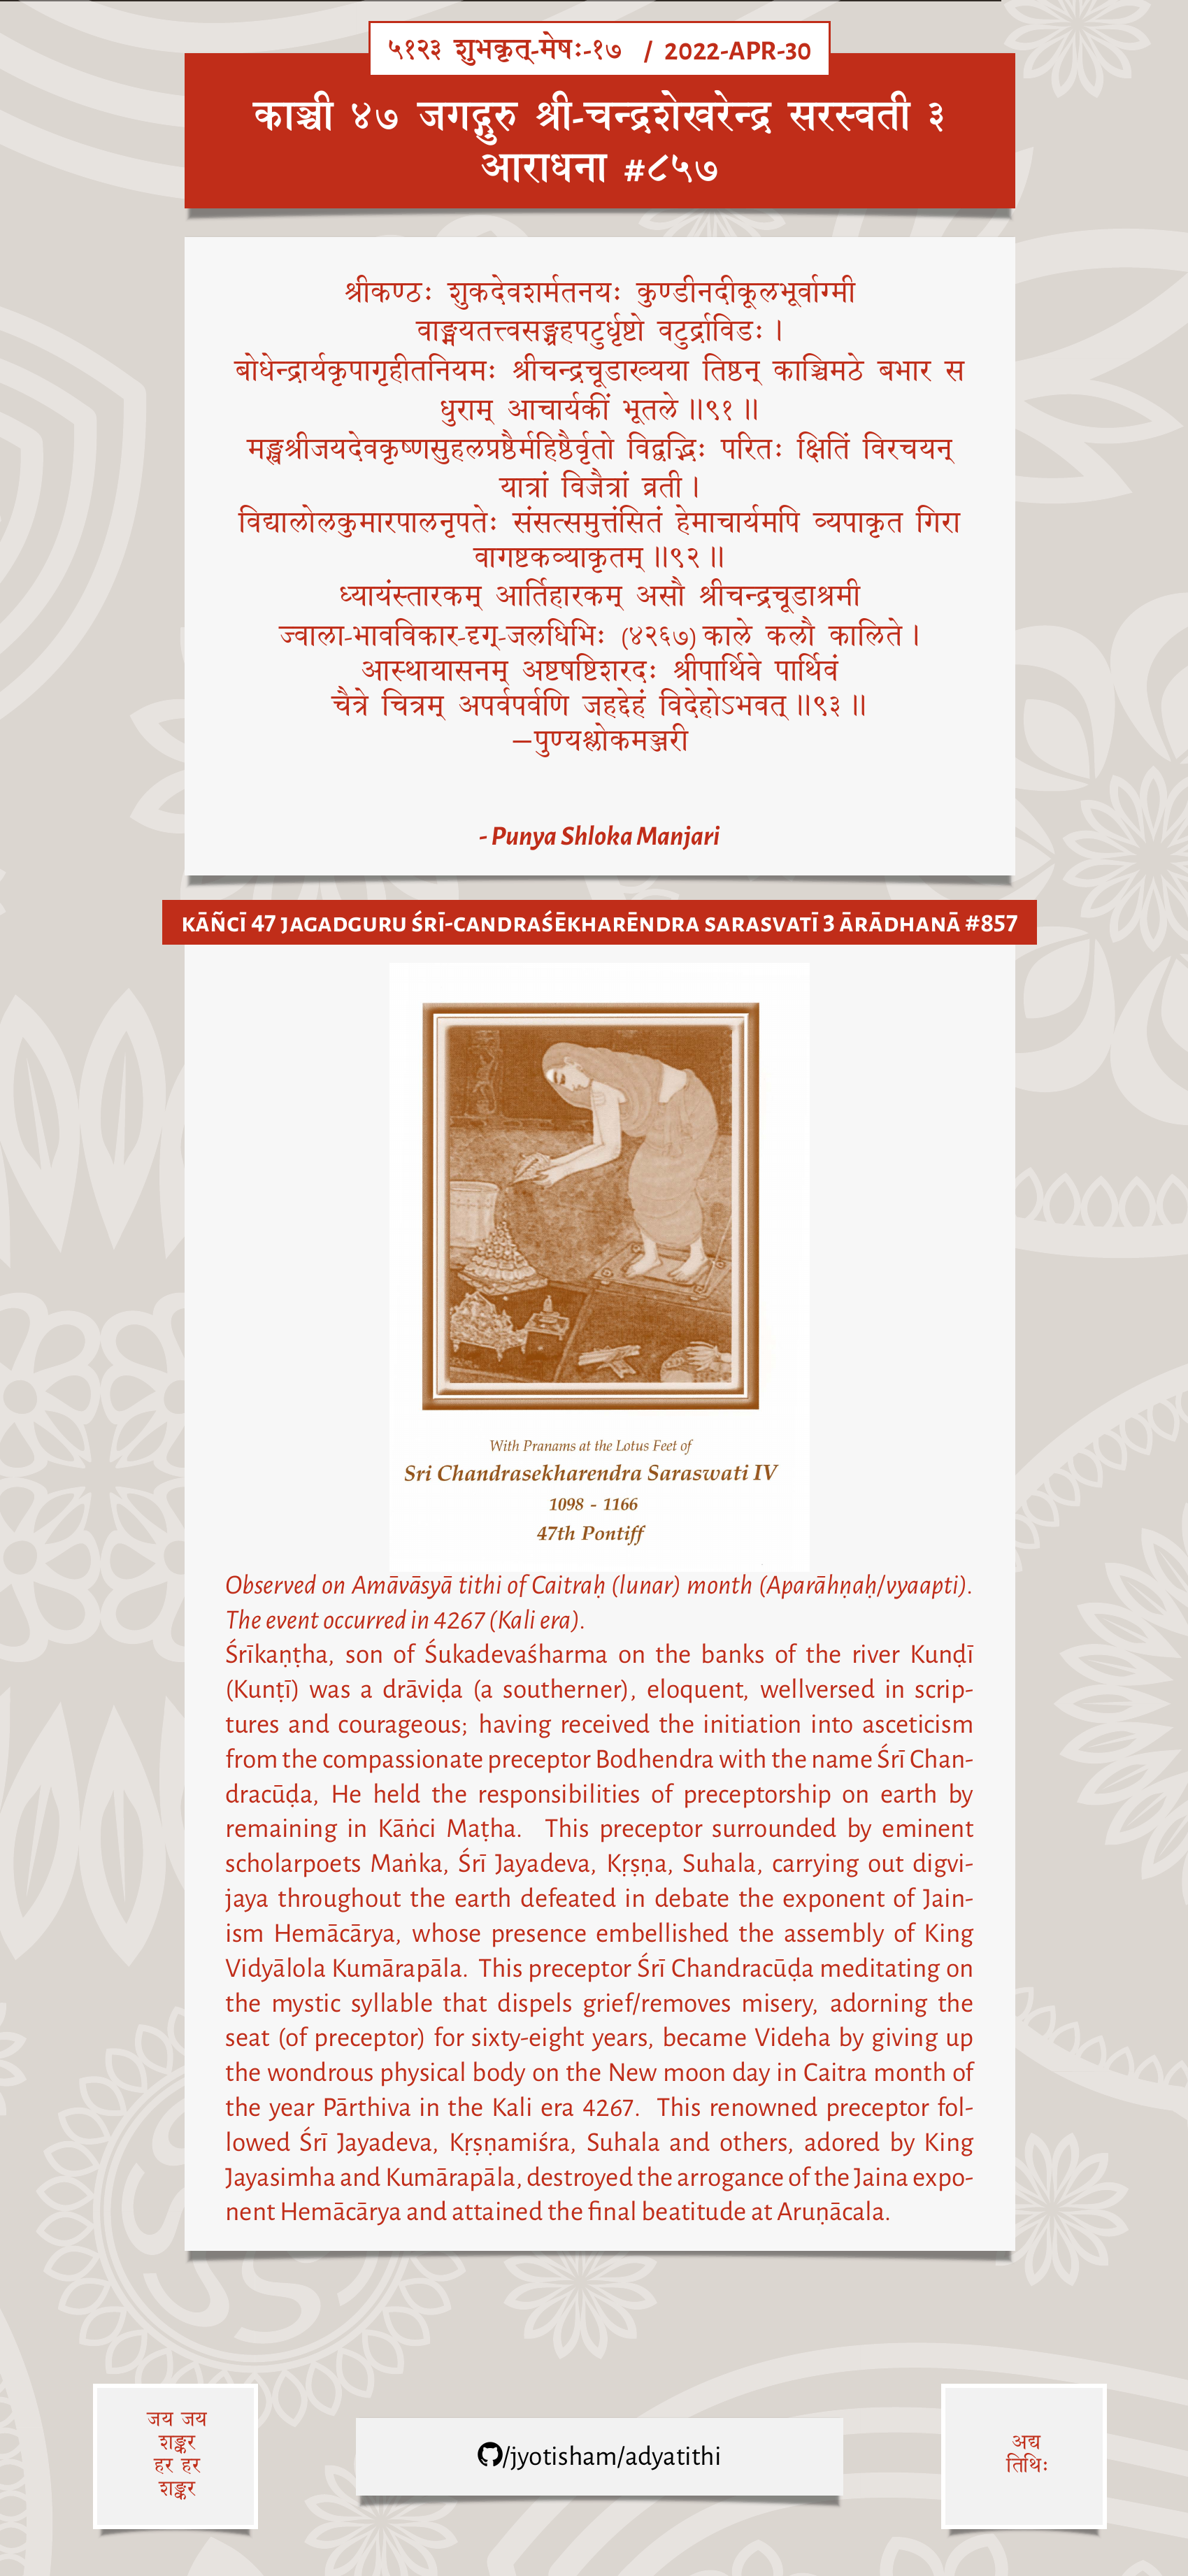 ५१२३ शुभकृत्-मेषः-१७ / 2022-APR-30
काञ्ची ४७ जगद्गुरु श्री-चन्द्रशेखरेन्द्र सरस्वती ३
आराधना #८५७
श्रीकण्ठः शुकदेवशर्मतनयः कुण्डीनदीकूलभूर्वाग्मी
वाङ्मयतत्त्वसङ्ग्रहपटुर्धृष्टो वटुर्द्राविडः ।
बोधेन्द्रार्यकृपागृहीतनियमः श्रीचन्द्रचूडाख्यया तिष्ठन् काञ्चिमठे बभार स
धुराम् आचार्यकीं भूतले ॥९१॥
मङ्खश्रीजयदेवकृष्णसुहलप्रष्ठैर्महिष्ठैर्वृतो विद्वद्भिः परितः क्षितिं विरचयन्
यात्रां विजैत्रां व्रती ।
विद्यालोलकुमारपालनृपतेः संसत्समुत्तंसितं हेमाचार्यमपि व्यपाकृत गिरा
वागष्टकव्याकृतम् ॥९२॥
ध्यायंस्तारकम् आर्तिहारकम् असौ श्रीचन्द्रचूडाश्रमी
ज्वाला-भावविकार-दृग्-जलधिभिः (४२६७) काले कलौ कालिते ।
आस्थायासनम् अष्टषष्टिशरदः श्रीपार्थिवे पार्थिवं
चैत्रे चित्रम् अपर्वपर्वणि जहद्देहं विदेहोऽभवत् ॥९३॥
—पुण्यश्लोकमञ्जरी
- Punya Shloka Manjari
KĀÑCĪ 47 JAGADGURU ŚRĪ-CANDRAŚĒKHARĒNDRA SARASVATĪ 3 ĀRĀDHANĀ #857
With Pranams at the Lotus Feet of
Sri Chandrasekharendra Saraswati IV
1098 - 1166
47th Pontiff
Observed on Amāvāsyā tithi of Caitraḥ (lunar) month (Aparāhṇaḥ/vyaapti).
The event occurred in 4267 (Kali era).
Śrīkaṇṭha, son of Śukadevaśharma on the banks of the river Kunḍī
(Kunṭī) was a drāviḍa (a southerner), eloquent, wellversed in scrip-
tures and courageous; having received the initiation into asceticism
from the compassionate preceptor Bodhendra with the name Śrī Chan-
dracūḍa, He held the responsibilities of preceptorship on earth by
remaining in Kāṅci Maṭha. This preceptor surrounded by eminent
scholarpoets Maṅka, Śrī Jayadeva, Kṛṣṇa, Suhala, carrying out digvi-
jaya throughout the earth defeated in debate the exponent of Jain-
ism Hemācārya, whose presence embellished the assembly of King
Vidyālola Kumārapāla. This preceptor Śrī Chandracūḍa meditating on
the mystic syllable that dispels grief/removes misery, adorning the
seat (of preceptor) for sixty-eight years, became Videha by giving up
the wondrous physical body on the New moon day in Caitra month of
the year Pārthiva in the Kali era 4267. This renowned preceptor fol-
lowed Śrī Jayadeva, Kṛṣṇamiśra, Suhala and others, adored by King
Jayasimha and Kumārapāla, destroyed the arrogance of the Jaina expo-
nent Hemācārya and attained the final beatitude at Aruṇācala.
जय जय
शङ्कर
हर हर
शङ्कर
/jyotisham/adyatithi
अद्य
तिथिः